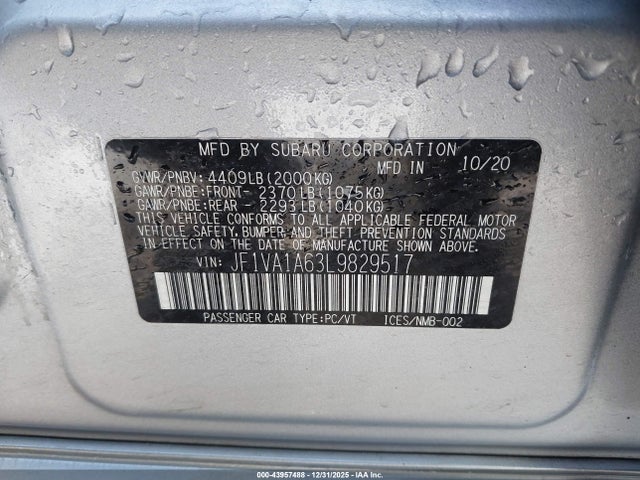 MFD BY SUBARU CORPORATION
MFD IN 10/20
GVWR/PNBV: 4409LB(2000KG)
GAWR/PNBE:FRONT- 2370LB(1075KG)
GAWR/PNBE:REAR - 2293LB(1040KG)
THIS VEHICLE CONFORMS TO ALL APPLICABLE FEDERAL MOTOR
VEHICLE SAFETY, BUMPER, AND THEFT PREVENTION STANDARDS
IN EFFECT ON THE DATE OF MANUFACTURE SHOWN ABOVE.
VIN: JF1VA1A63L9829517
PASSENGER CAR TYPE:PC/VT ICES/NMB-002
000-43957488 - 12/31/2025 - IAA Inc.